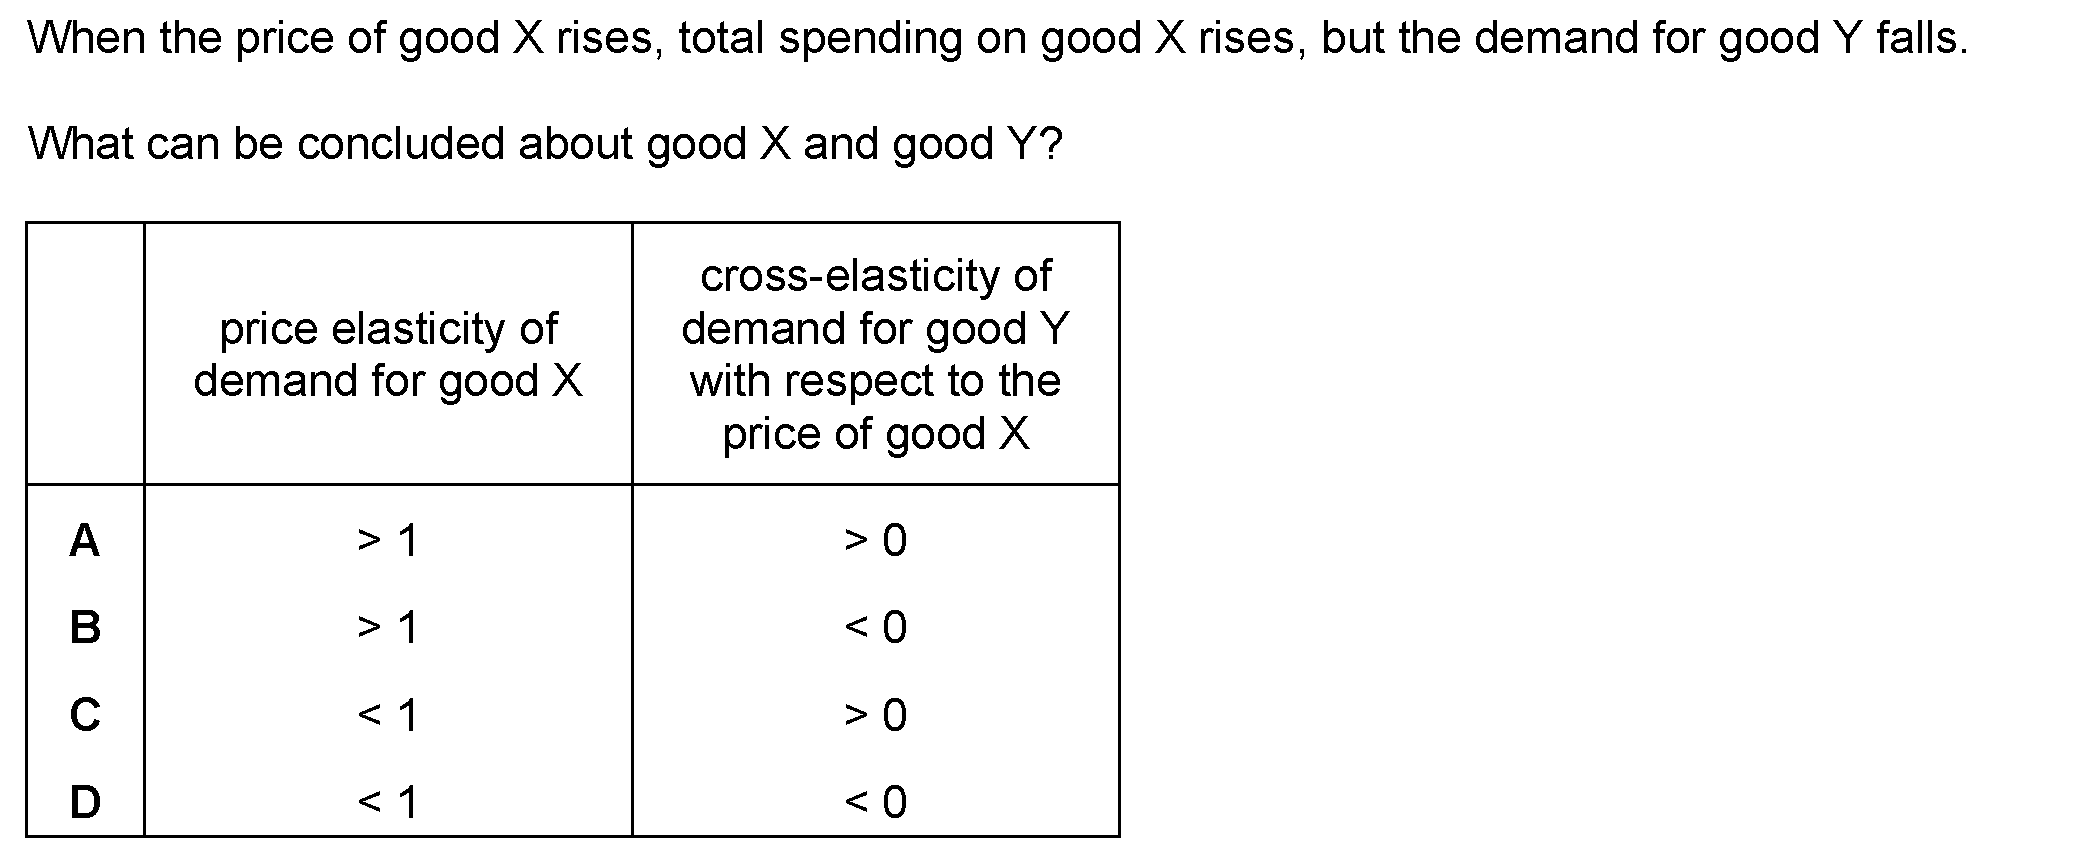 When the price of good X rises, total spending on good X rises, but the demand for good Y falls.
What can be concluded about good X and good Y?
price elasticity of
demand for good X
cross-elasticity of
demand for good Y
with respect to the
price of good X
A > 1 > 0
B > 1 < 0
C < 1 > 0
D < 1 < 0